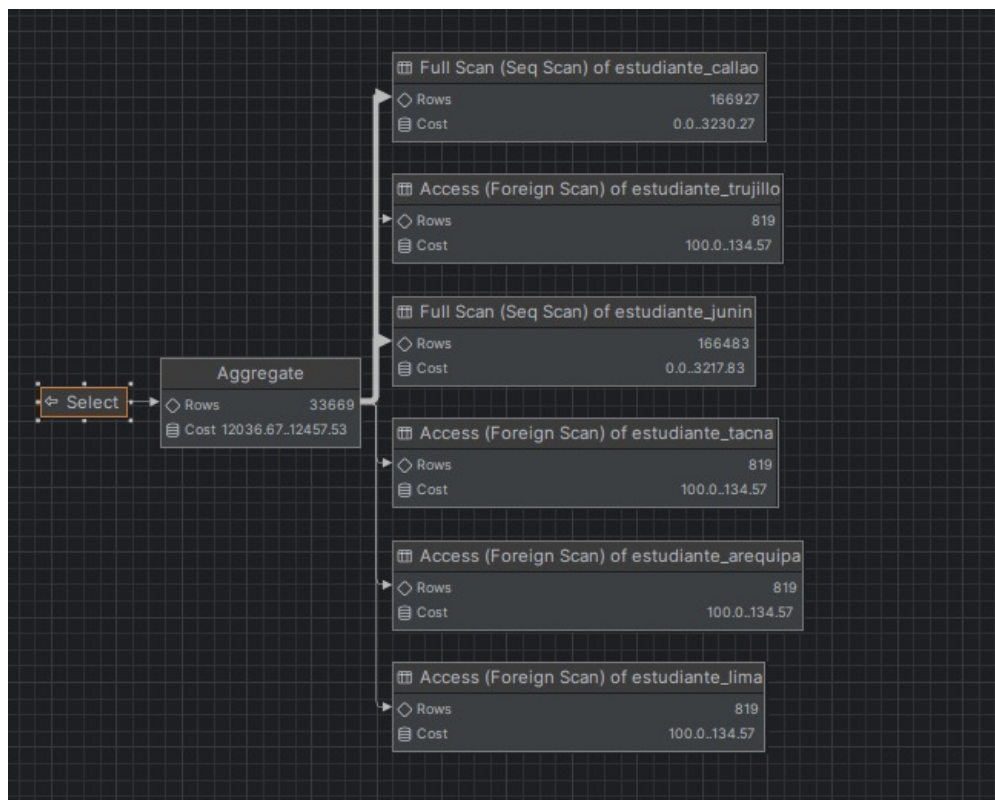 Full Scan (Seq Scan) of estudiante_callao
Rows 166927
Cost 0.0..3230.27
Access (Foreign Scan) of estudiante_trujillo
Rows 819
Cost 100.0..134.57
Full Scan (Seq Scan) of estudiante_junin
Rows 166483
Cost 0.0..3217.83
Select
Aggregate
Rows 33669
Cost 12036.67..12457.53
Access (Foreign Scan) of estudiante_tacna
Rows 819
Cost 100.0..134.57
Access (Foreign Scan) of estudiante_arequipa
Rows 819
Cost 100.0..134.57
Access (Foreign Scan) of estudiante_lima
Rows 819
Cost 100.0..134.57